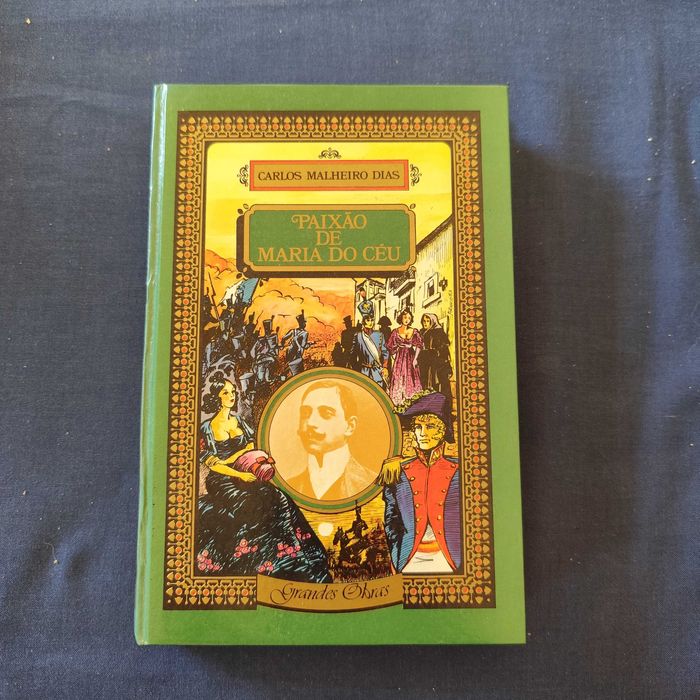 CARLOS MALHEIRO DIAS
PAIXÃO
DE
MARIA DO CÉU
Grandes Obras